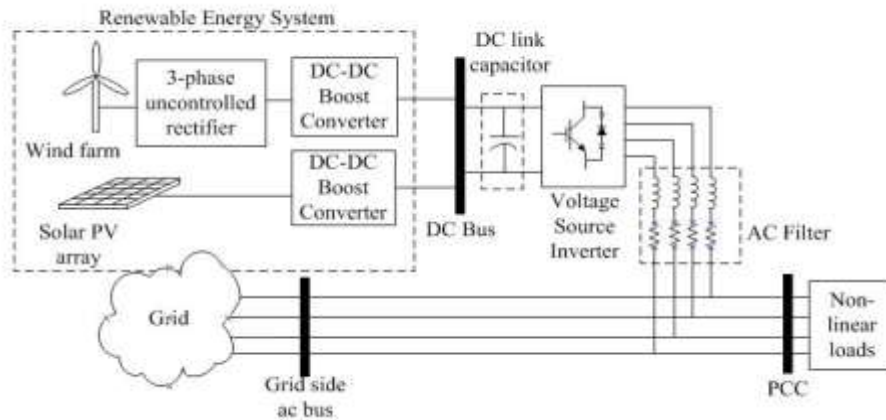 Renewable Energy System
3-phase
uncontrolled
rectifier
DC-DC
Boost
Converter
Wind farm
DC-DC
Boost
Converter
Solar PV
array
DC link
capacitor
DC Bus
Voltage
Source
Inverter
AC Filter
Grid
Grid side
ac bus
Non-
linear
loads
PCC